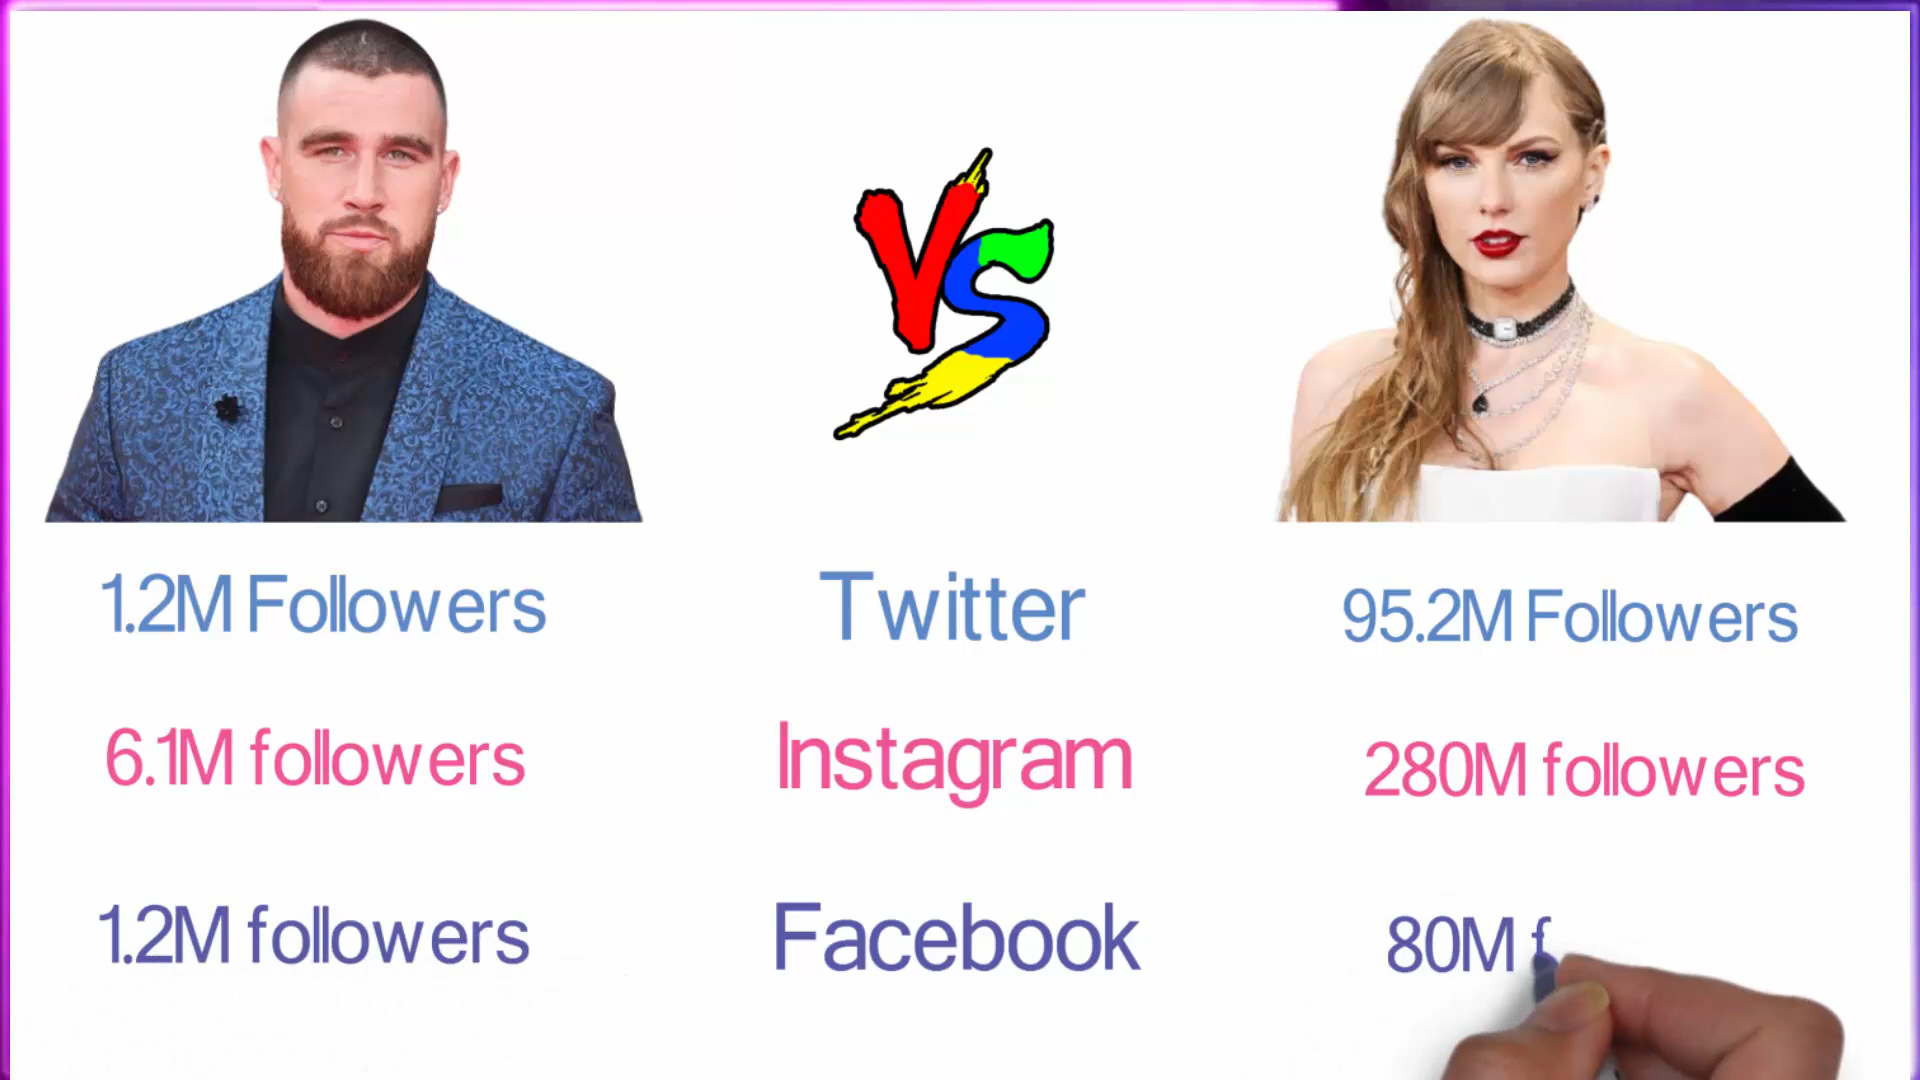 VS
1.2M Followers Twitter 95.2M Followers
6.1M followers Instagram 280M followers
1.2M followers Facebook 80M f